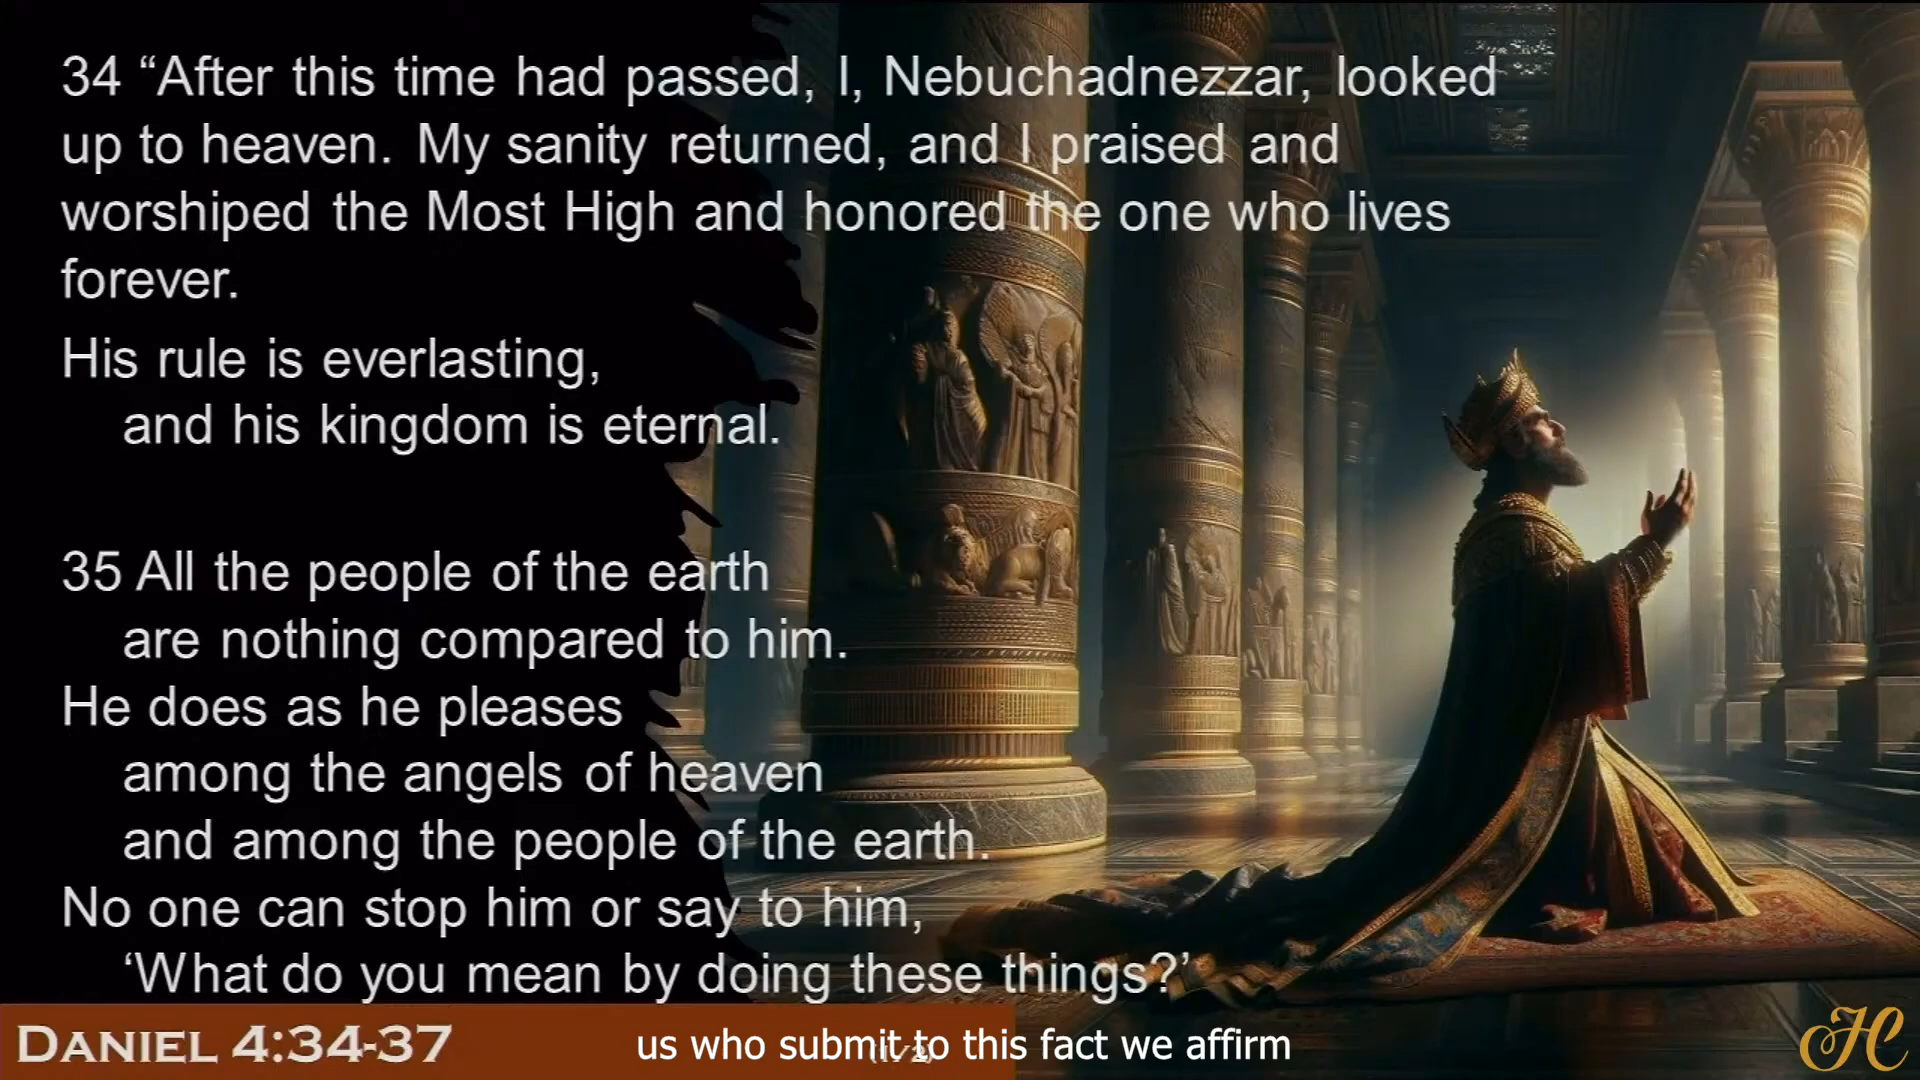 34 “After this time had passed, I, Nebuchadnezzar, looked
up to heaven. My sanity returned, and I praised and
worshiped the Most High and honored the one who lives
forever.
His rule is everlasting,
and his kingdom is eternal.
35 All the people of the earth
are nothing compared to him.
He does as he pleases
among the angels of heaven
and among the people of the earth.
No one can stop him or say to him,
‘What do you mean by doing these things?’
DANIEL 4:34-37
us who submit to this fact we affirm
H